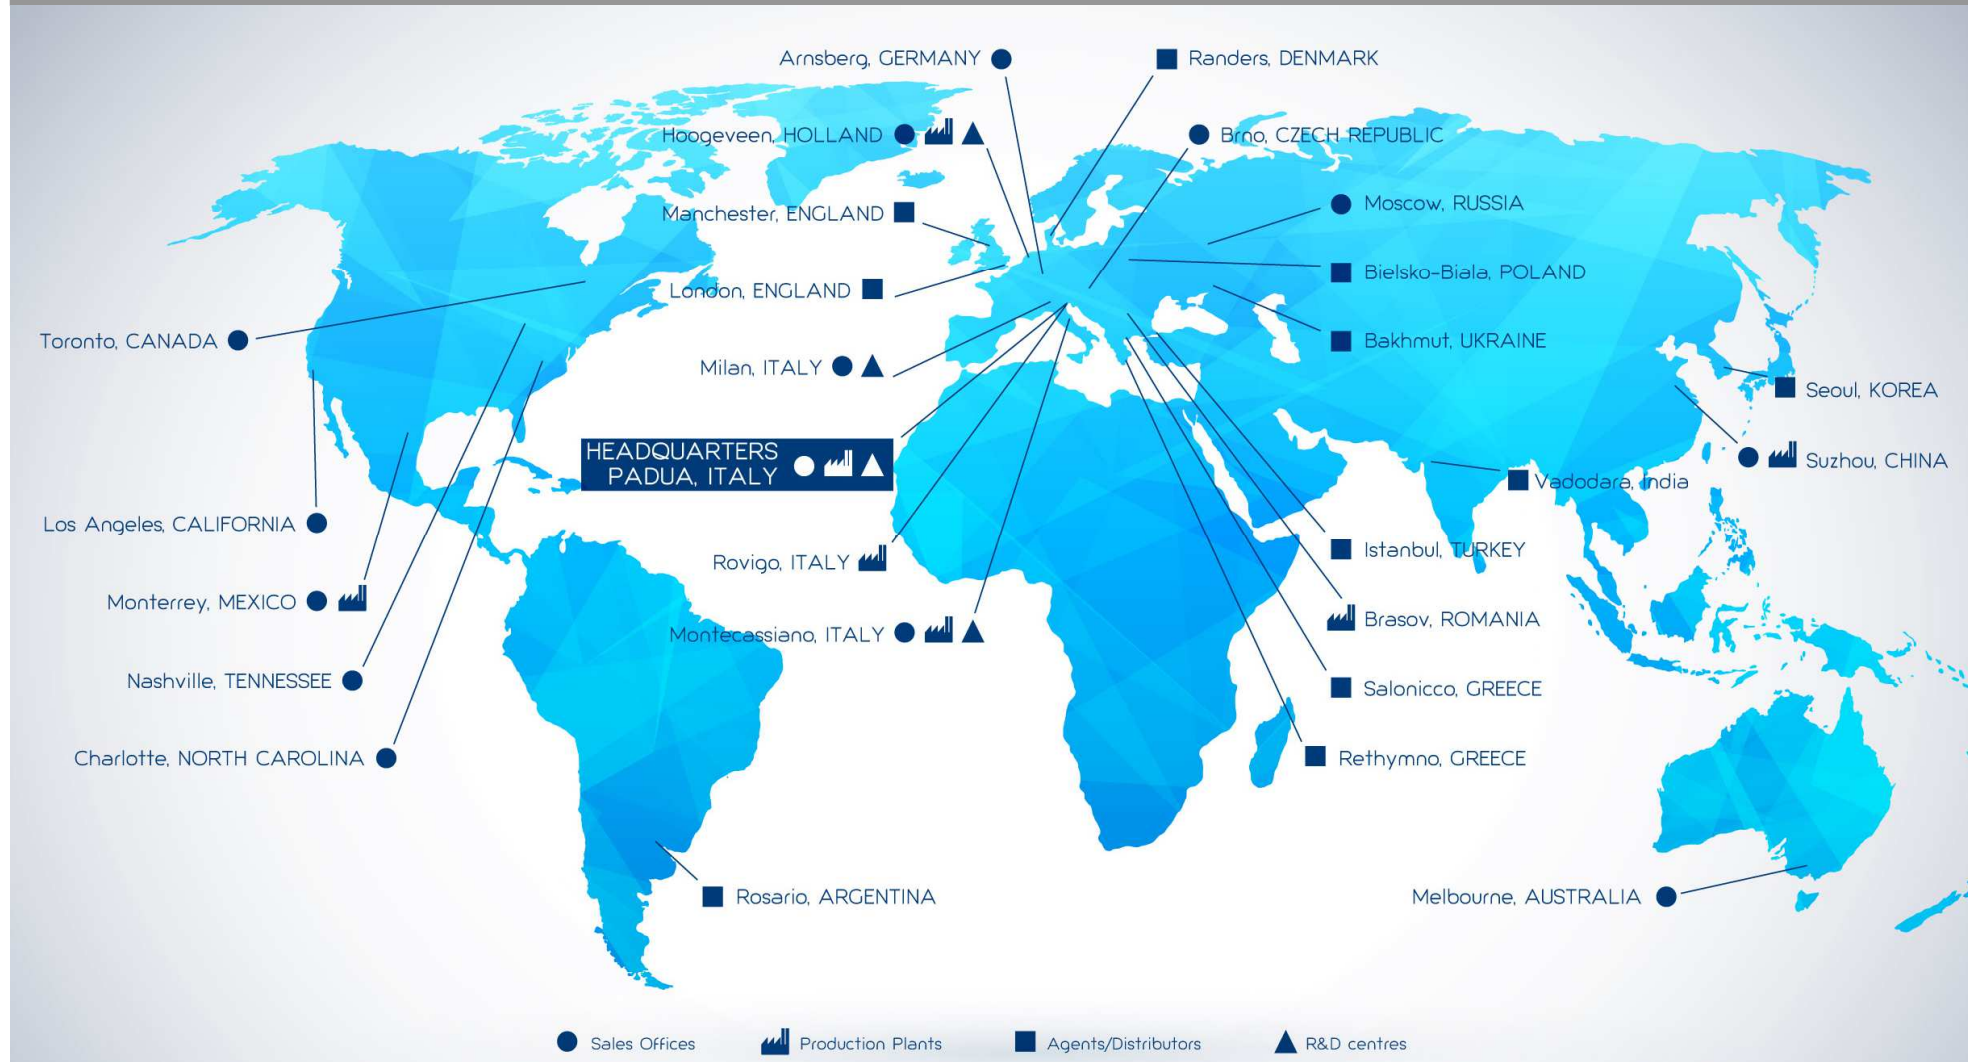 Arnsberg, GERMANY
Randers, DENMARK
Hoogeveen, HOLLAND
Brno, CZECH REPUBLIC
Manchester, ENGLAND
Moscow, RUSSIA
Bielsko-Biala, POLAND
London, ENGLAND
Toronto, CANADA
Bakhmut, UKRAINE
Milan, ITALY
Seoul, KOREA
HEADQUARTERS
PADUA, ITALY
Suzhou, CHINA
Vadodara, India
Los Angeles, CALIFORNIA
Istanbul, TURKEY
Rovigo, ITALY
Monterrey, MEXICO
Brasov, ROMANIA
Montecassiano, ITALY
Nashville, TENNESSEE
Salonicco, GREECE
Charlotte, NORTH CAROLINA
Rethymno, GREECE
Rosario, ARGENTINA
Melbourne, AUSTRALIA
Sales Offices
Production Plants
Agents/Distributors
R&D centres